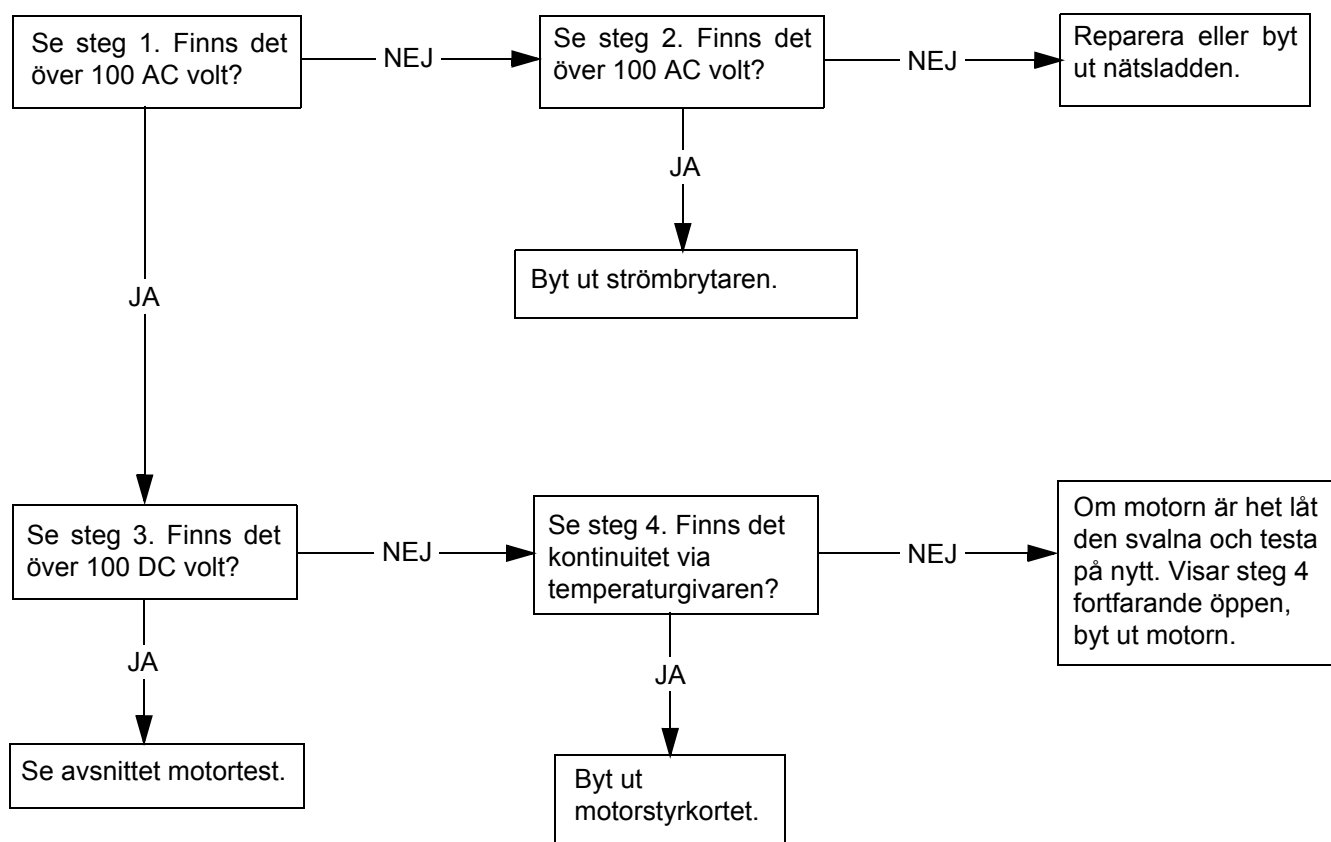 Se steg 1. Finns det
över 100 AC volt?
NEJ
Se steg 2. Finns det
över 100 AC volt?
NEJ
Reparera eller byt
ut nätsladden.
JA
Byt ut strömbrytaren.
JA
Se steg 3. Finns det
över 100 DC volt?
NEJ
Se steg 4. Finns det
kontinuitet via
temperaturgivaren?
NEJ
Om motorn är het låt
den svalna och testa
på nytt. Visar steg 4
fortfarande öppen,
byt ut motorn.
JA
JA
Se avsnittet motortest.
Byt ut
motorstyrkortet.